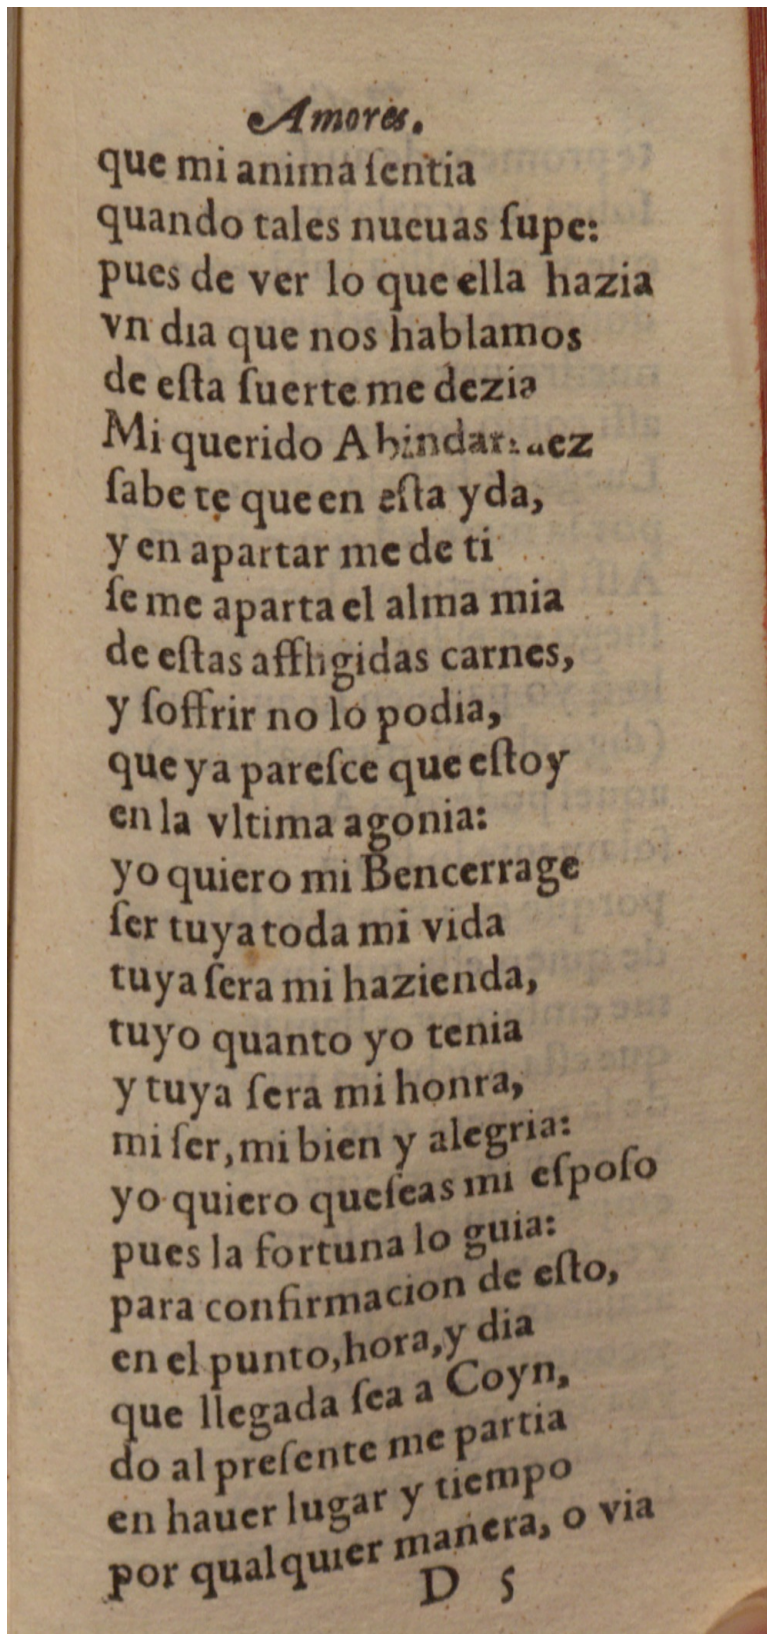 Amores.
que mi anima ſentia
quando tales nueuas ſupe:
pues de ver lo que ella hazia
vn dia que nos hablamos
de eſta ſuerte me dezia
Mi querido Abindarraez
ſabe te que en eſta yda,
y en apartar me de ti
ſe me aparta el alma mia
de eſtas affligidas carnes,
y ſoffrir no lo podia,
que ya pareſce que eſtoy
en la vltima agonia:
yo quiero mi Bencerrage
ſer tuya toda mi vida
tuya ſera mi hazienda,
tuyo quanto yo tenia
y tuya ſera mi honra,
mi ſer, mi bien y alegria:
yo quiero que ſeas mi eſpoſo
pues la fortuna lo guia:
para confirmacion de eſto,
en el punto, hora, y dia
que llegada ſea a Coyn,
do al preſente me partia
en hauer lugar y tiempo
por qualquier manera, o via
D 5